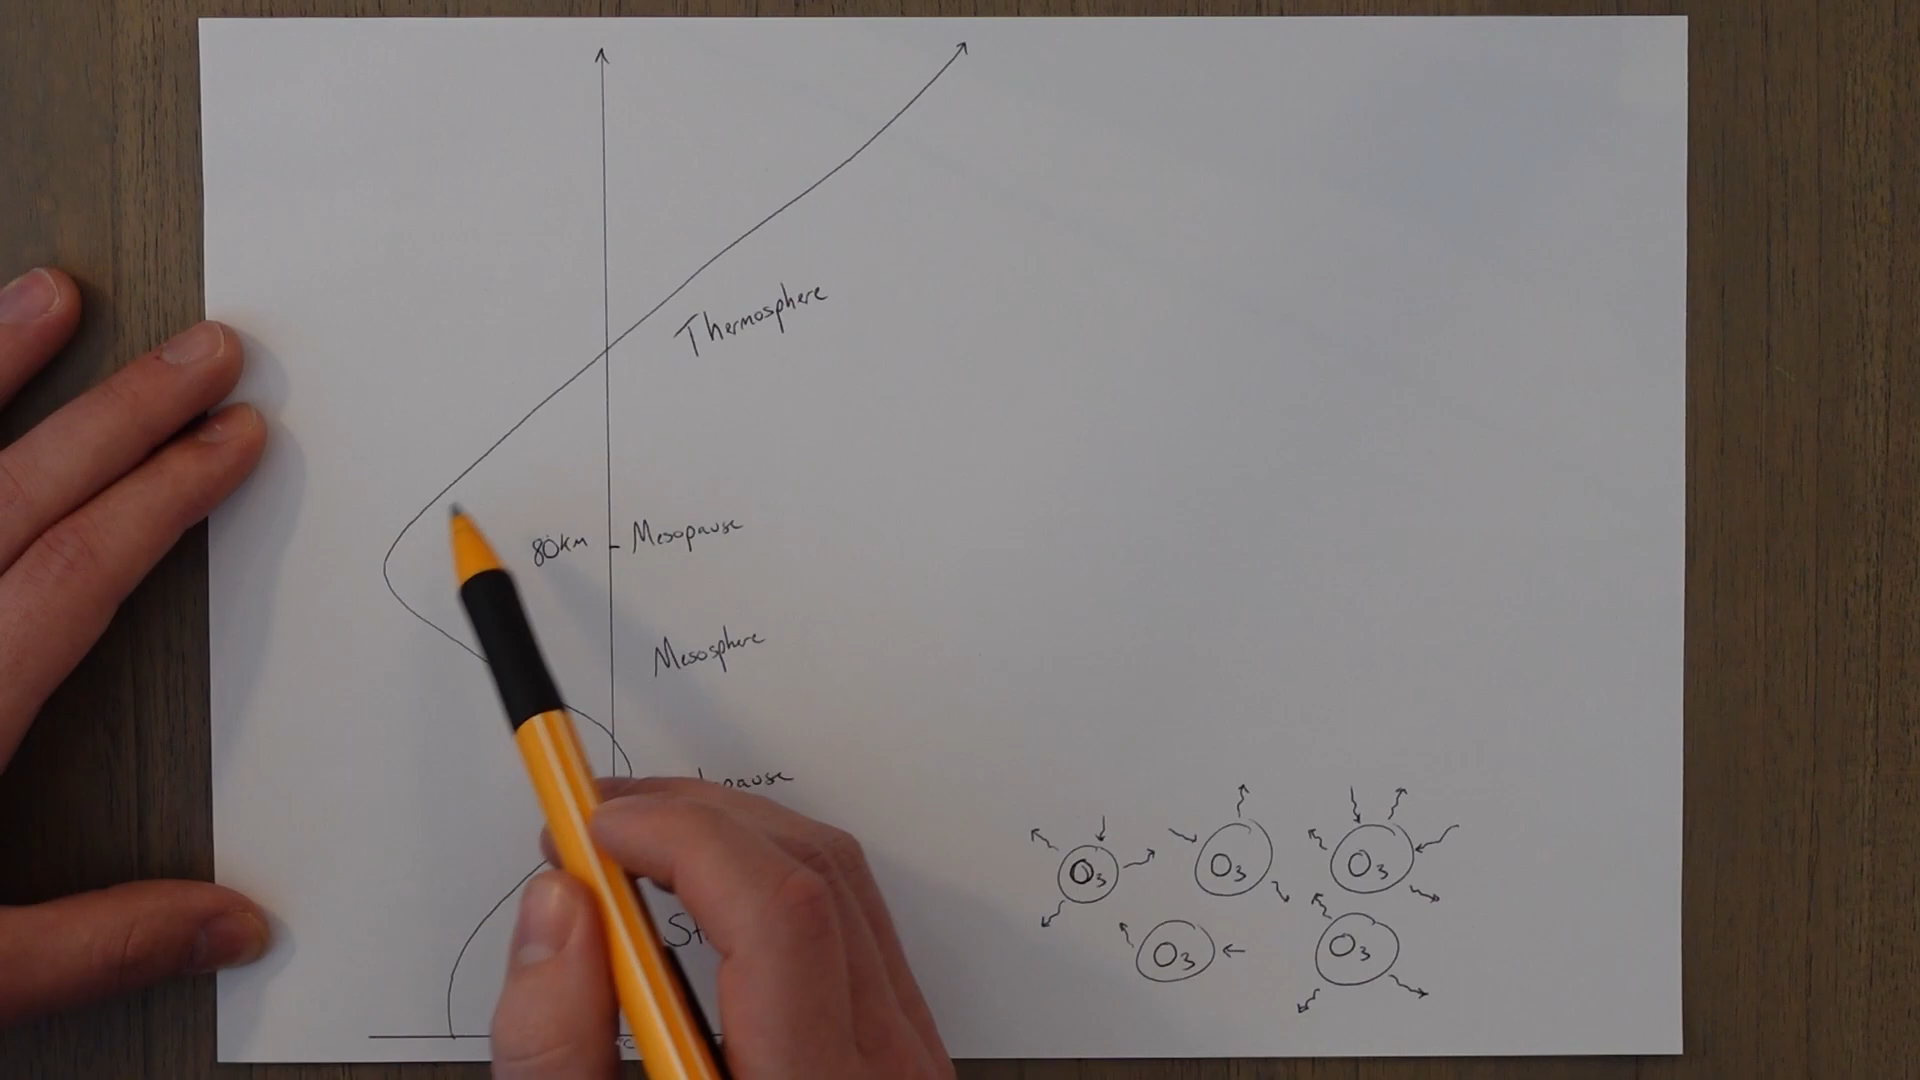 Thermosphere
80km Mesopause
Mesosphere
O₃ O₃ O₃
O₃ O₃